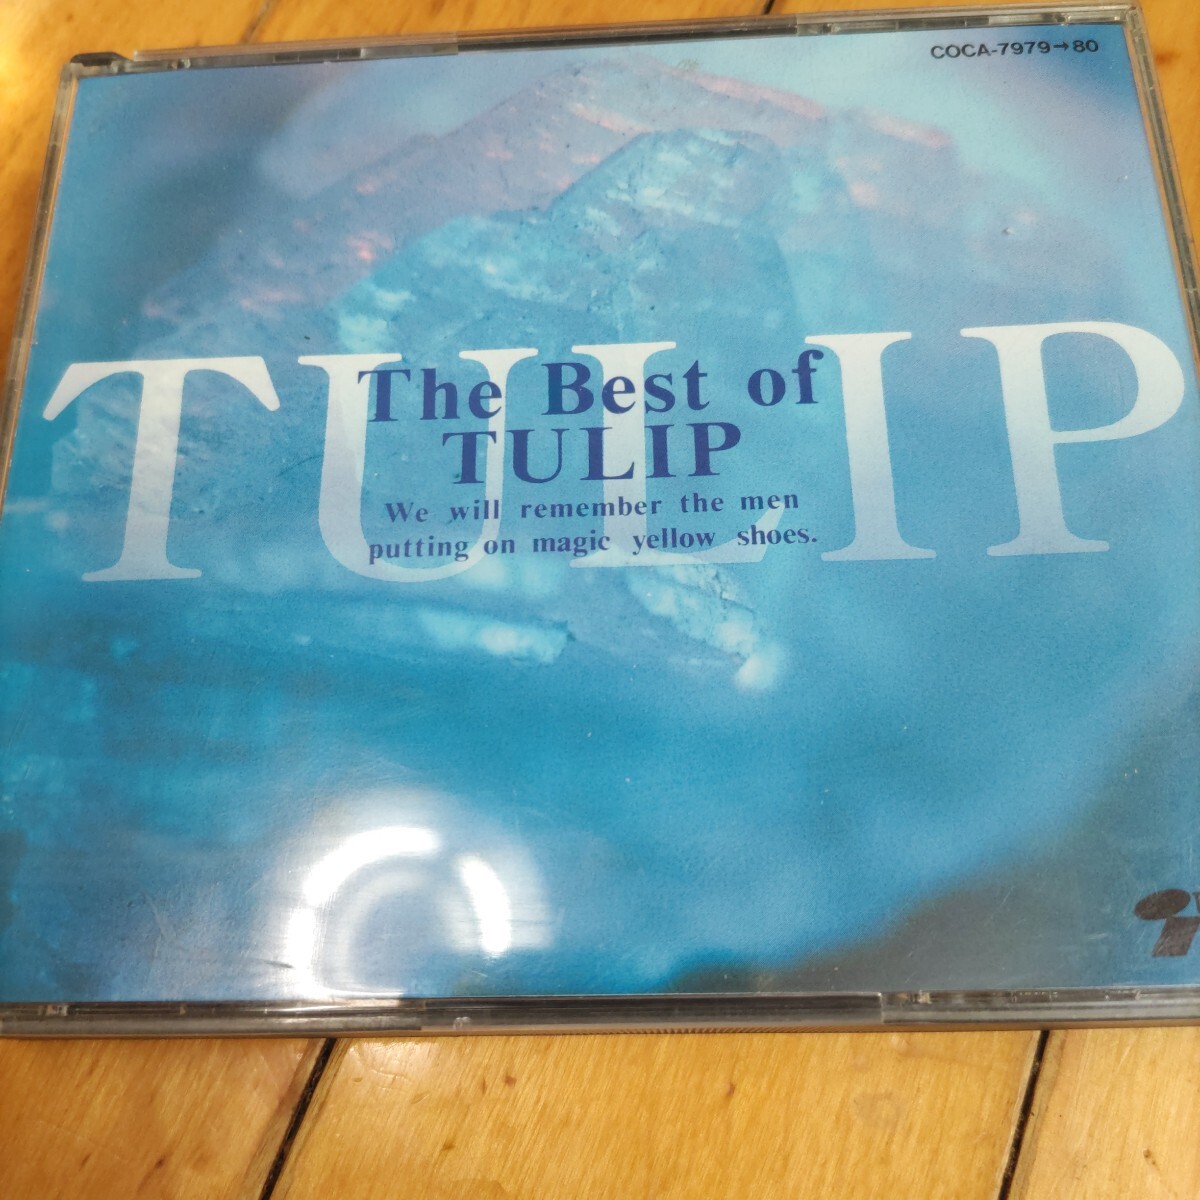 COCA-7979→80
TULIP
The Best of
TULIP
We will remember the men
putting on magic yellow shoes.